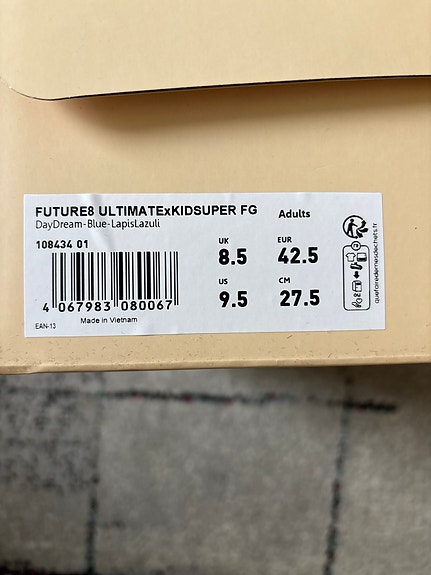 FUTURE8 ULTIMATExKIDSUPER FG
Adults
DayDream-Blue-LapisLazuli
108434 01
UK
8.5
EUR
42.5
US
9.5
CM
27.5
4 067983 080067
EAN-13
Made in Vietnam
FR
quefairedemesdechets.fr